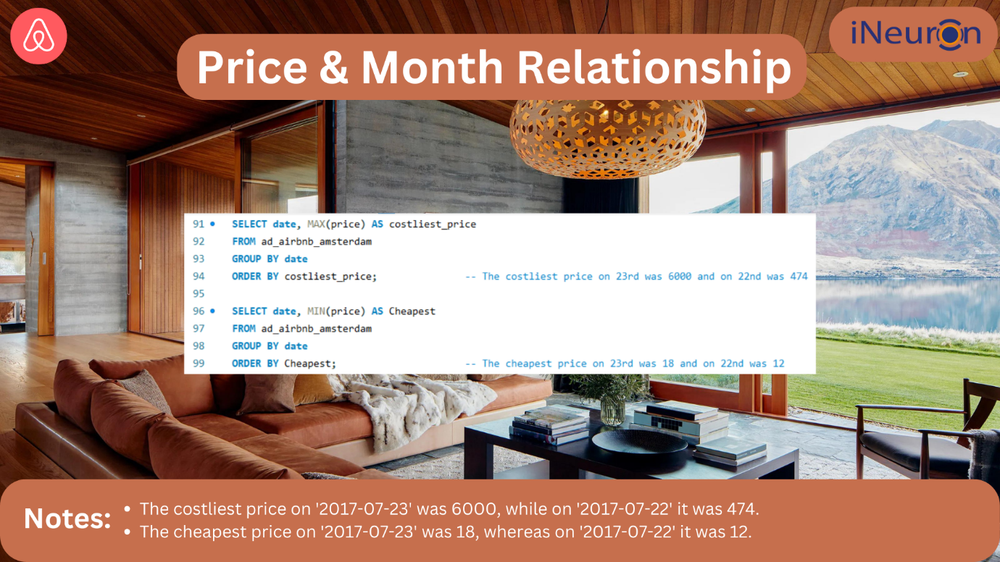 iNeuron
Price & Month Relationship
91 SELECT date, MAX(price) AS costliest_price
92 FROM ad_airbnb_amsterdam
93 GROUP BY date
94 ORDER BY costliest_price; -- The costliest price on 23rd was 6000 and on 22nd was 474
95
96 SELECT date, MIN(price) AS Cheapest
97 FROM ad_airbnb_amsterdam
98 GROUP BY date
99 ORDER BY Cheapest; -- The cheapest price on 23rd was 18 and on 22nd was 12
Notes:
• The costliest price on '2017-07-23' was 6000, while on '2017-07-22' it was 474.
• The cheapest price on '2017-07-23' was 18, whereas on '2017-07-22' it was 12.